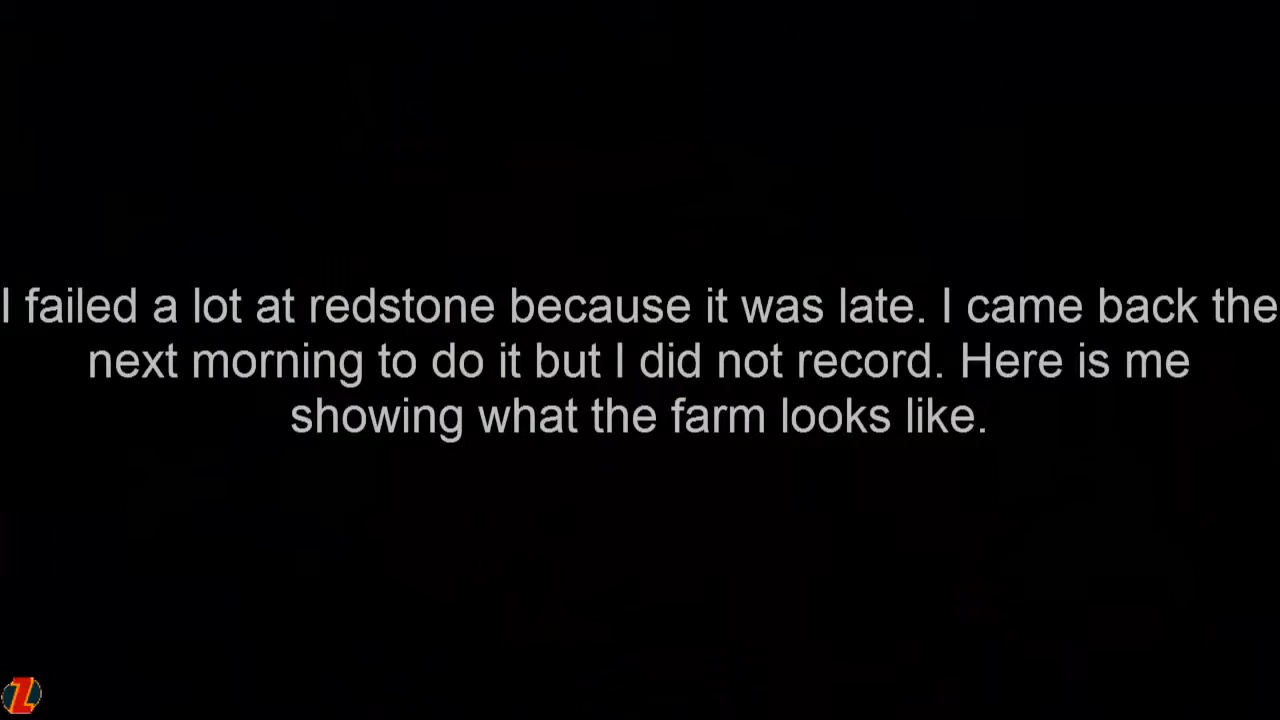 I failed a lot at redstone because it was late. I came back the
next morning to do it but I did not record. Here is me
showing what the farm looks like.
Z